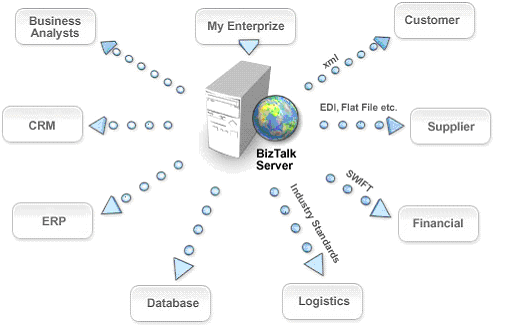 Business
Analysts
My Enterprize
Customer
xml
CRM
EDI, Flat File etc.
Supplier
BizTalk
Server
ERP
Industry Standards
SWIFT
Financial
Database
Logistics